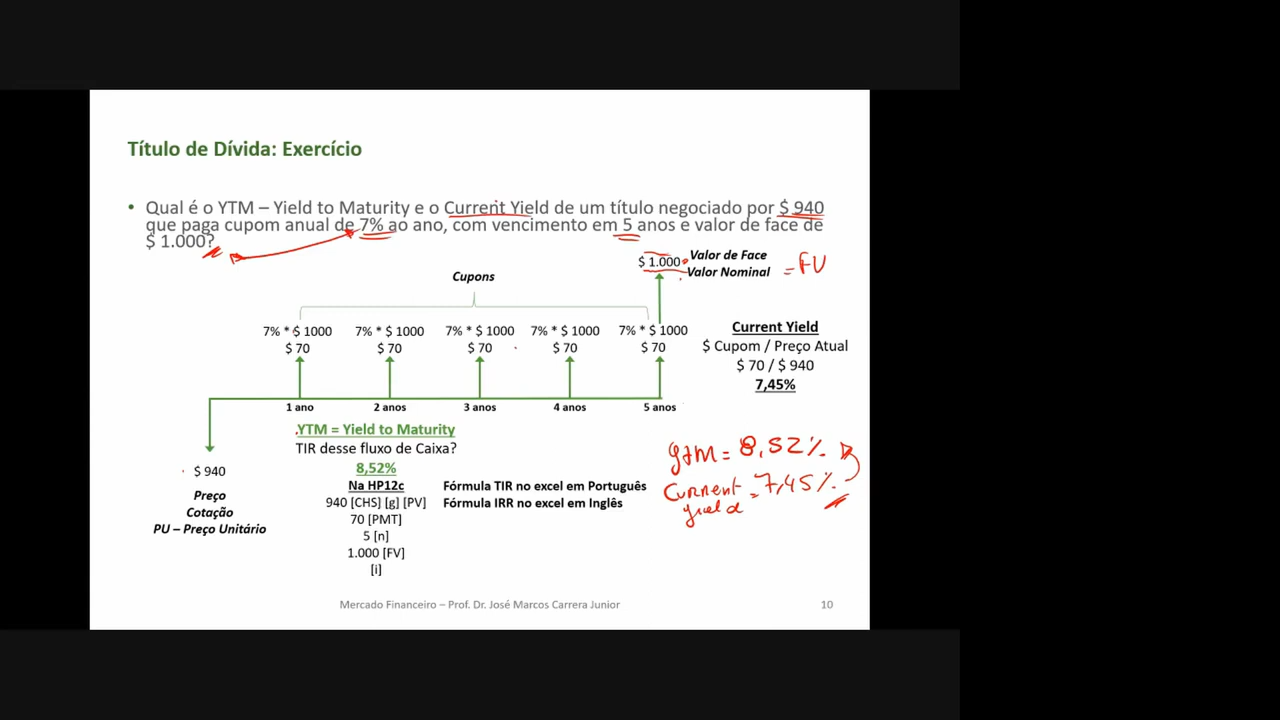 Título de Dívida: Exercício
• Qual é o YTM – Yield to Maturity e o Current Yield de um título negociado por $ 940
que paga cupom anual de 7% ao ano, com vencimento em 5 anos e valor de face de
$ 1.000?
$ 1.000
Valor de Face
Valor Nominal
= FV
Cupons
7% * $ 1000 7% * $ 1000 7% * $ 1000 7% * $ 1000 7% * $ 1000
$ 70 $ 70 $ 70 $ 70 $ 70
Current Yield
$ Cupom / Preço Atual
$ 70 / $ 940
7,45%
1 ano 2 anos 3 anos 4 anos 5 anos
$ 940
Preço
Cotação
PU – Preço Unitário
YTM = Yield to Maturity
TIR desse fluxo de Caixa?
8,52%
Na HP12c
940 [CHS] [g] [PV]
70 [PMT]
5 [n]
1.000 [FV]
[i]
Fórmula TIR no excel em Português
Fórmula IRR no excel em Inglês
ytm = 8,52%
Current = 7,45%
yield
Mercado Financeiro – Prof. Dr. José Marcos Carrera Junior
10